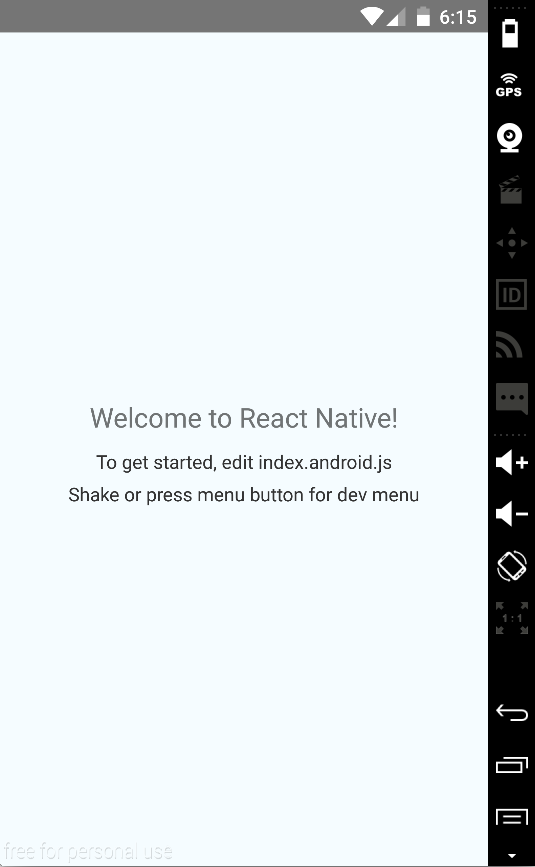 6:15
GPS
ID
Welcome to React Native!
To get started, edit index.android.js
Shake or press menu button for dev menu
1:1
free for personal use